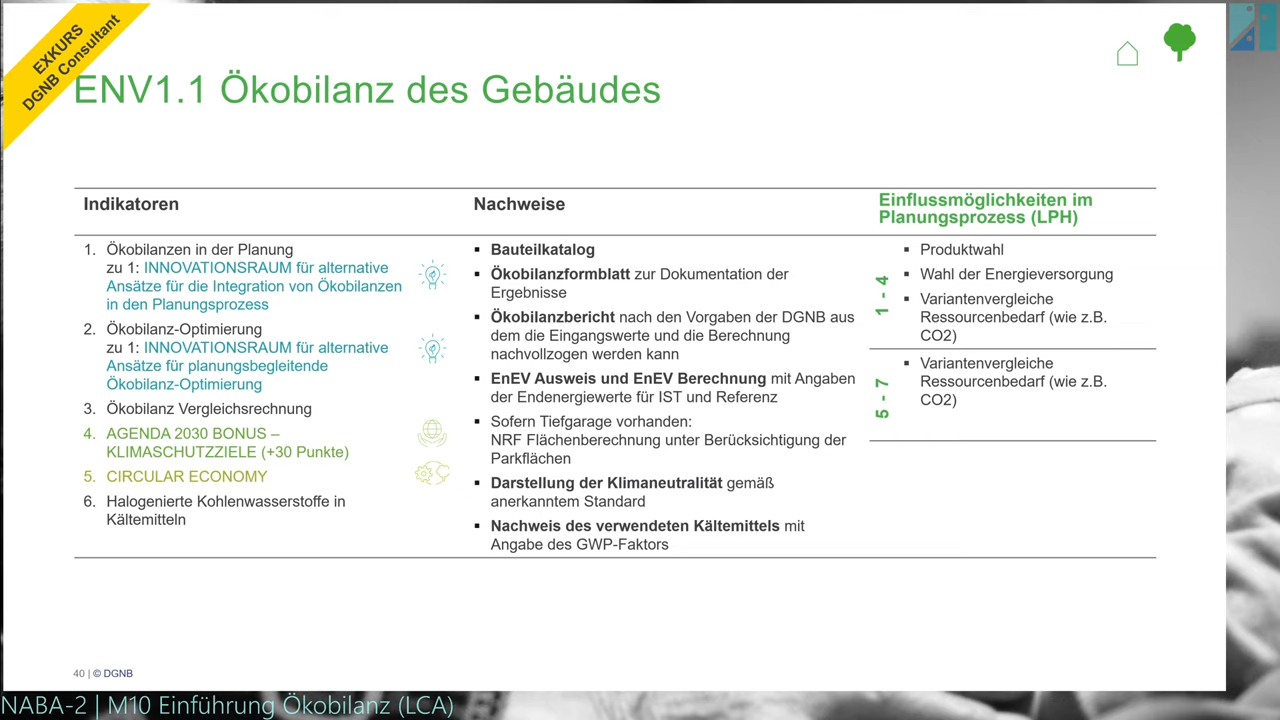 EXKURS
DGNB Consultant
ENV1.1 Ökobilanz des Gebäudes
Indikatoren
1. Ökobilanzen in der Planung
zu 1: INNOVATIONSRAUM für alternative
Ansätze für die Integration von Ökobilanzen
in den Planungsprozess
2. Ökobilanz-Optimierung
zu 1: INNOVATIONSRAUM für alternative
Ansätze für planungsbegleitende
Ökobilanz-Optimierung
3. Ökobilanz Vergleichsrechnung
4. AGENDA 2030 BONUS –
KLIMASCHUTZZIELE (+30 Punkte)
5. CIRCULAR ECONOMY
6. Halogenierte Kohlenwasserstoffe in
Kältemitteln
Nachweise
▪ Bauteilkatalog
▪ Ökobilanzformblatt zur Dokumentation der
Ergebnisse
▪ Ökobilanzbericht nach den Vorgaben der DGNB aus
dem die Eingangswerte und die Berechnung
nachvollzogen werden kann
▪ EnEV Ausweis und EnEV Berechnung mit Angaben
der Endenergiewerte für IST und Referenz
▪ Sofern Tiefgarage vorhanden:
NRF Flächenberechnung unter Berücksichtigung der
Parkflächen
▪ Darstellung der Klimaneutralität gemäß
anerkanntem Standard
▪ Nachweis des verwendeten Kältemittels mit
Angabe des GWP-Faktors
Einflussmöglichkeiten im
Planungsprozess (LPH)
1 - 4
▪ Produktwahl
▪ Wahl der Energieversorgung
▪ Variantenvergleiche
Ressourcenbedarf (wie z.B.
CO2)
5 - 7
▪ Variantenvergleiche
Ressourcenbedarf (wie z.B.
CO2)
40 | © DGNB
NABA-2 | M10 Einführung Ökobilanz (LCA)